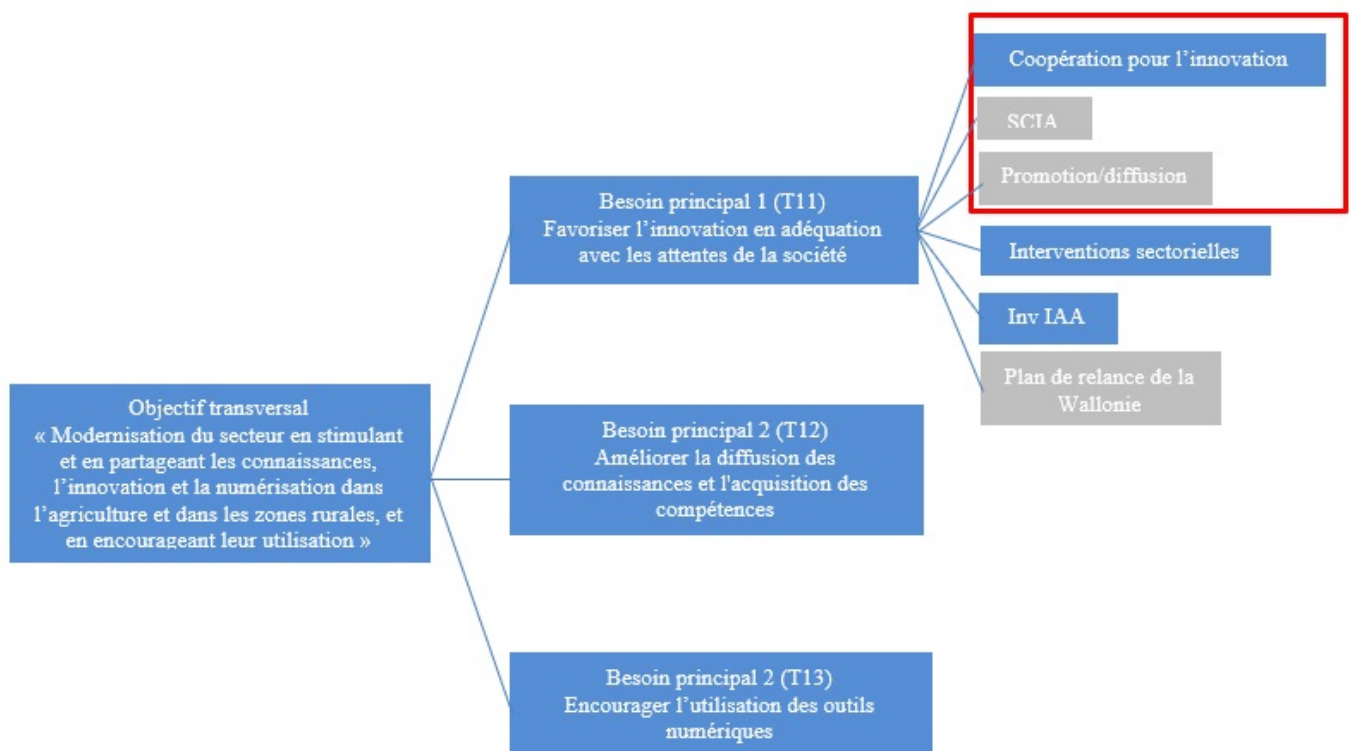 Coopération pour l’innovation
SCIA
Promotion/diffusion
Besoin principal 1 (T11)
Favoriser l’innovation en adéquation
avec les attentes de la société
Interventions sectorielles
Inv IAA
Plan de relance de la
Wallonie
Objectif transversal
« Modernisation du secteur en stimulant
et en partageant les connaissances,
l’innovation et la numérisation dans
l’agriculture et dans les zones rurales, et
en encourageant leur utilisation »
Besoin principal 2 (T12)
Améliorer la diffusion des
connaissances et l'acquisition des
compétences
Besoin principal 2 (T13)
Encourager l’utilisation des outils
numériques